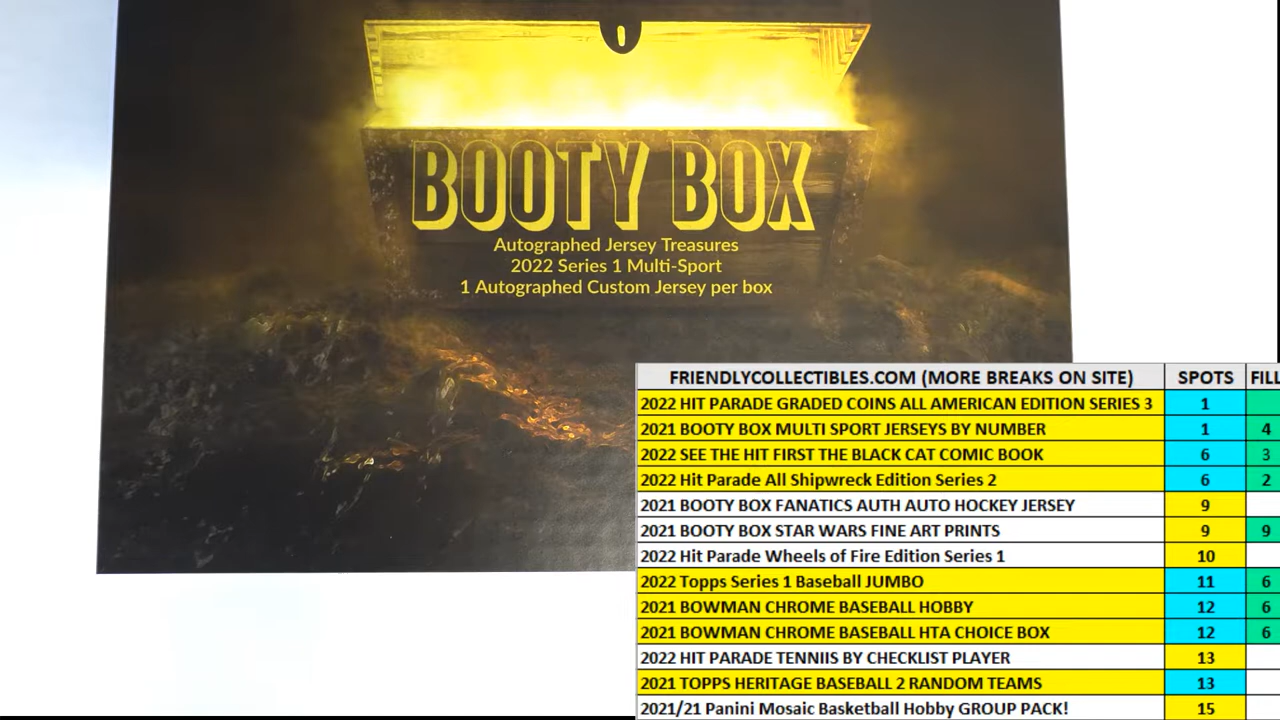 BOOTY BOX
Autographed Jersey Treasures
2022 Series 1 Multi-Sport
1 Autographed Custom Jersey per box
FRIENDLYCOLLECTIBLES.COM (MORE BREAKS ON SITE) SPOTS FILL
2022 HIT PARADE GRADED COINS ALL AMERICAN EDITION SERIES 3 1
2021 BOOTY BOX MULTI SPORT JERSEYS BY NUMBER 1 4
2022 SEE THE HIT FIRST THE BLACK CAT COMIC BOOK 6 3
2022 Hit Parade All Shipwreck Edition Series 2 6 2
2021 BOOTY BOX FANATICS AUTH AUTO HOCKEY JERSEY 9
2021 BOOTY BOX STAR WARS FINE ART PRINTS 9 9
2022 Hit Parade Wheels of Fire Edition Series 1 10
2022 Topps Series 1 Baseball JUMBO 11 6
2021 BOWMAN CHROME BASEBALL HOBBY 12 6
2021 BOWMAN CHROME BASEBALL HTA CHOICE BOX 12 6
2022 HIT PARADE TENNIIS BY CHECKLIST PLAYER 13
2021 TOPPS HERITAGE BASEBALL 2 RANDOM TEAMS 13
2021/21 Panini Mosaic Basketball Hobby GROUP PACK! 15